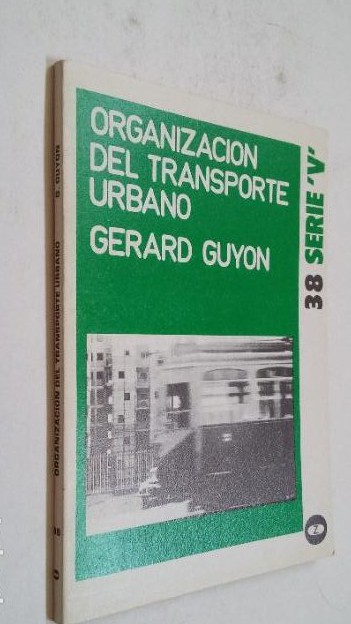 ORGANIZACION
DEL TRANSPORTE
URBANO
GERARD GUYON
38 SERIE 'V'
Z
G. GUYON
ORGANIZACION DEL TRANSPORTE URBANO
38